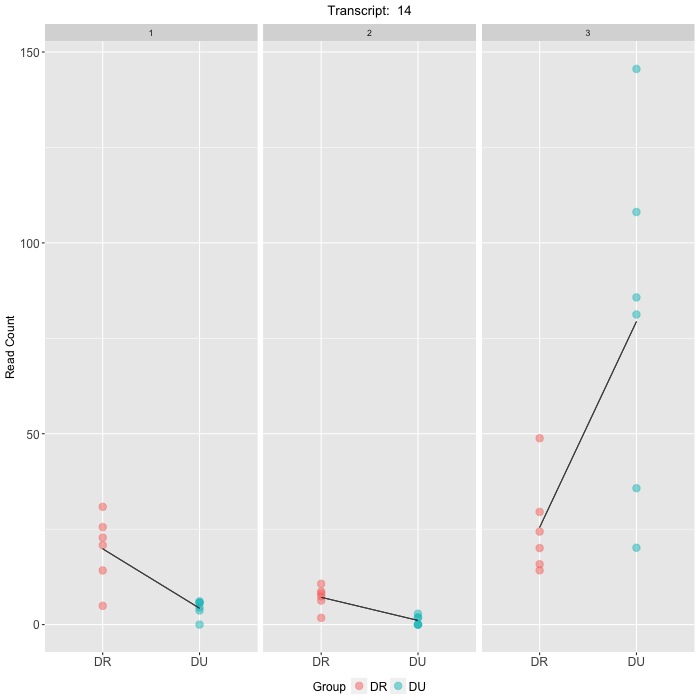 Transcript: 14
1 2 3
150
100
50
0
Read Count
DR DU DR DU DR DU
Group DR DU